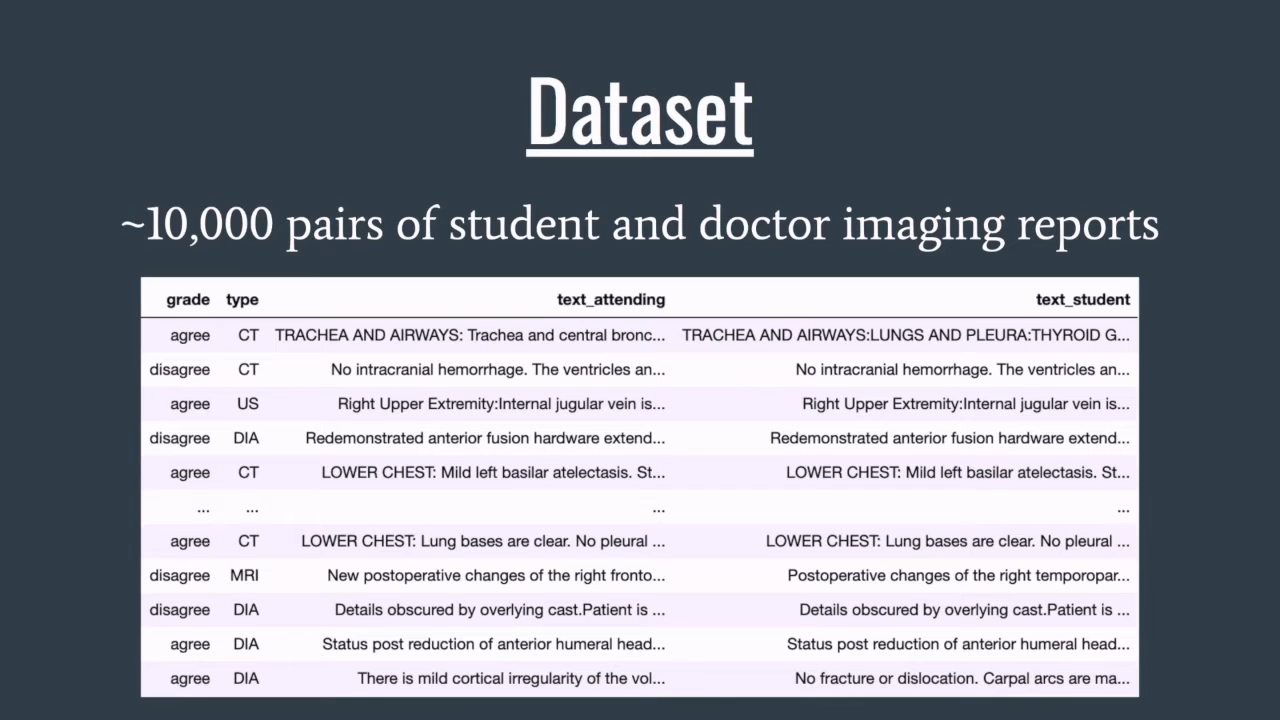 Dataset
~10,000 pairs of student and doctor imaging reports
grade type text_attending text_student
agree CT TRACHEA AND AIRWAYS: Trachea and central bronc... TRACHEA AND AIRWAYS:LUNGS AND PLEURA:THYROID G...
disagree CT No intracranial hemorrhage. The ventricles an... No intracranial hemorrhage. The ventricles an...
agree US Right Upper Extremity:Internal jugular vein is... Right Upper Extremity:Internal jugular vein is...
disagree DIA Redemonstrated anterior fusion hardware extend... Redemonstrated anterior fusion hardware extend...
agree CT LOWER CHEST: Mild left basilar atelectasis. St... LOWER CHEST: Mild left basilar atelectasis. St...
... ... ... ...
agree CT LOWER CHEST: Lung bases are clear. No pleural ... LOWER CHEST: Lung bases are clear. No pleural ...
disagree MRI New postoperative changes of the right fronto... Postoperative changes of the right temporopar...
disagree DIA Details obscured by overlying cast.Patient is ... Details obscured by overlying cast.Patient is ...
agree DIA Status post reduction of anterior humeral head... Status post reduction of anterior humeral head...
agree DIA There is mild cortical irregularity of the vol... No fracture or dislocation. Carpal arcs are ma...